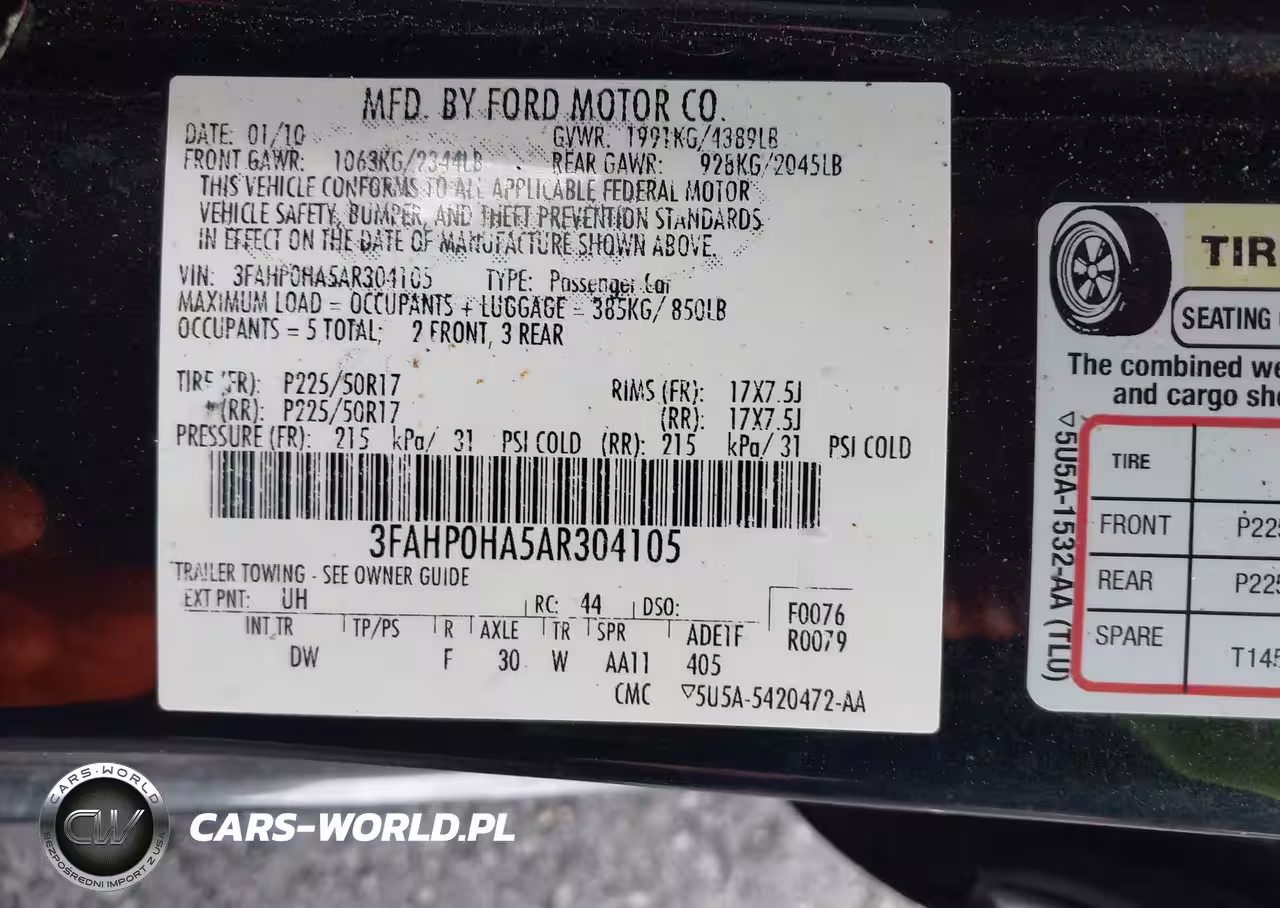 MFD. BY FORD MOTOR CO.
DATE: 01/10 GVWR: 1991KG/4389LB
FRONT GAWR: 1063KG/2344LB REAR GAWR: 928KG/2045LB
THIS VEHICLE CONFORMS TO ALL APPLICABLE FEDERAL MOTOR
VEHICLE SAFETY, BUMPER, AND THEFT PREVENTION STANDARDS
IN EFFECT ON THE DATE OF MANUFACTURE SHOWN ABOVE.
VIN: 3FAHP0HA5AR304105 TYPE: Passenger Car
MAXIMUM LOAD = OCCUPANTS + LUGGAGE = 385KG/ 850LB
OCCUPANTS = 5 TOTAL; 2 FRONT, 3 REAR
TIRE (FR): P225/50R17 RIMS (FR): 17X7.5J
(RR): P225/50R17 (RR): 17X7.5J
PRESSURE (FR): 215 kPa/ 31 PSI COLD (RR): 215 kPa/ 31 PSI COLD
3FAHP0HA5AR304105
TRAILER TOWING - SEE OWNER GUIDE
EXT PNT: UH RC: 44 DSO: F0076
INT TR TP/PS R AXLE TR SPR ADE1F R0079
DW F 30 W AA11 405
CMC ▽5U5A-5420472-AA
TIR
SEATING
The combined we
and cargo sho
▽5U5A-1532-AA (TLU)
TIRE
FRONT P225
REAR P225
SPARE T145
CARS-WORLD
CW
BEZPOŚREDNI IMPORT Z USA
CARS-WORLD.PL